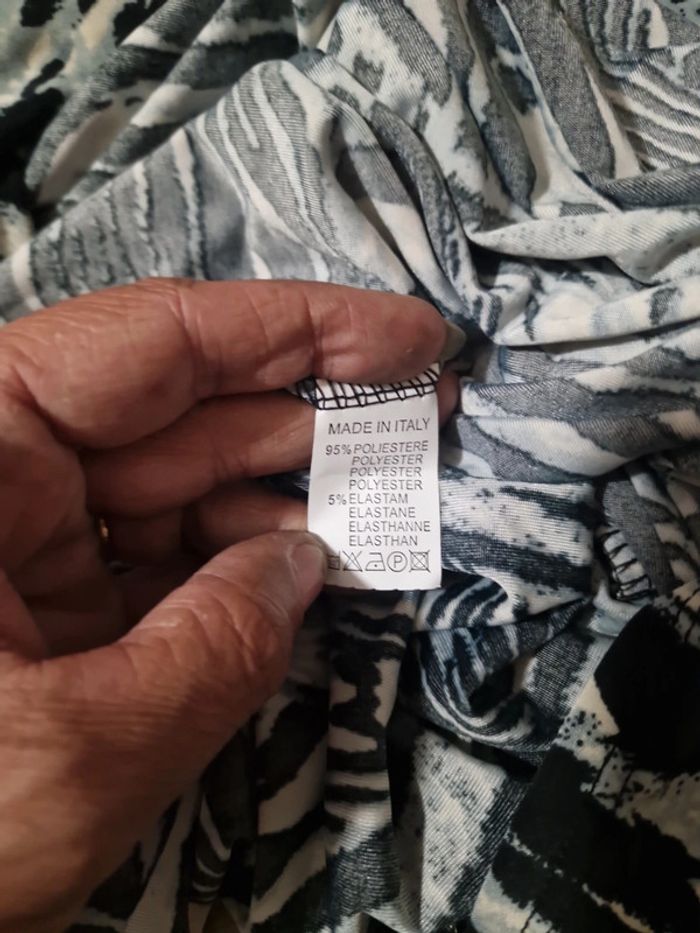 MADE IN ITALY
95% POLIESTERE
POLYESTER
POLYESTER
POLYESTER
5% ELASTAM
ELASTANE
ELASTHANNE
ELASTHAN
P